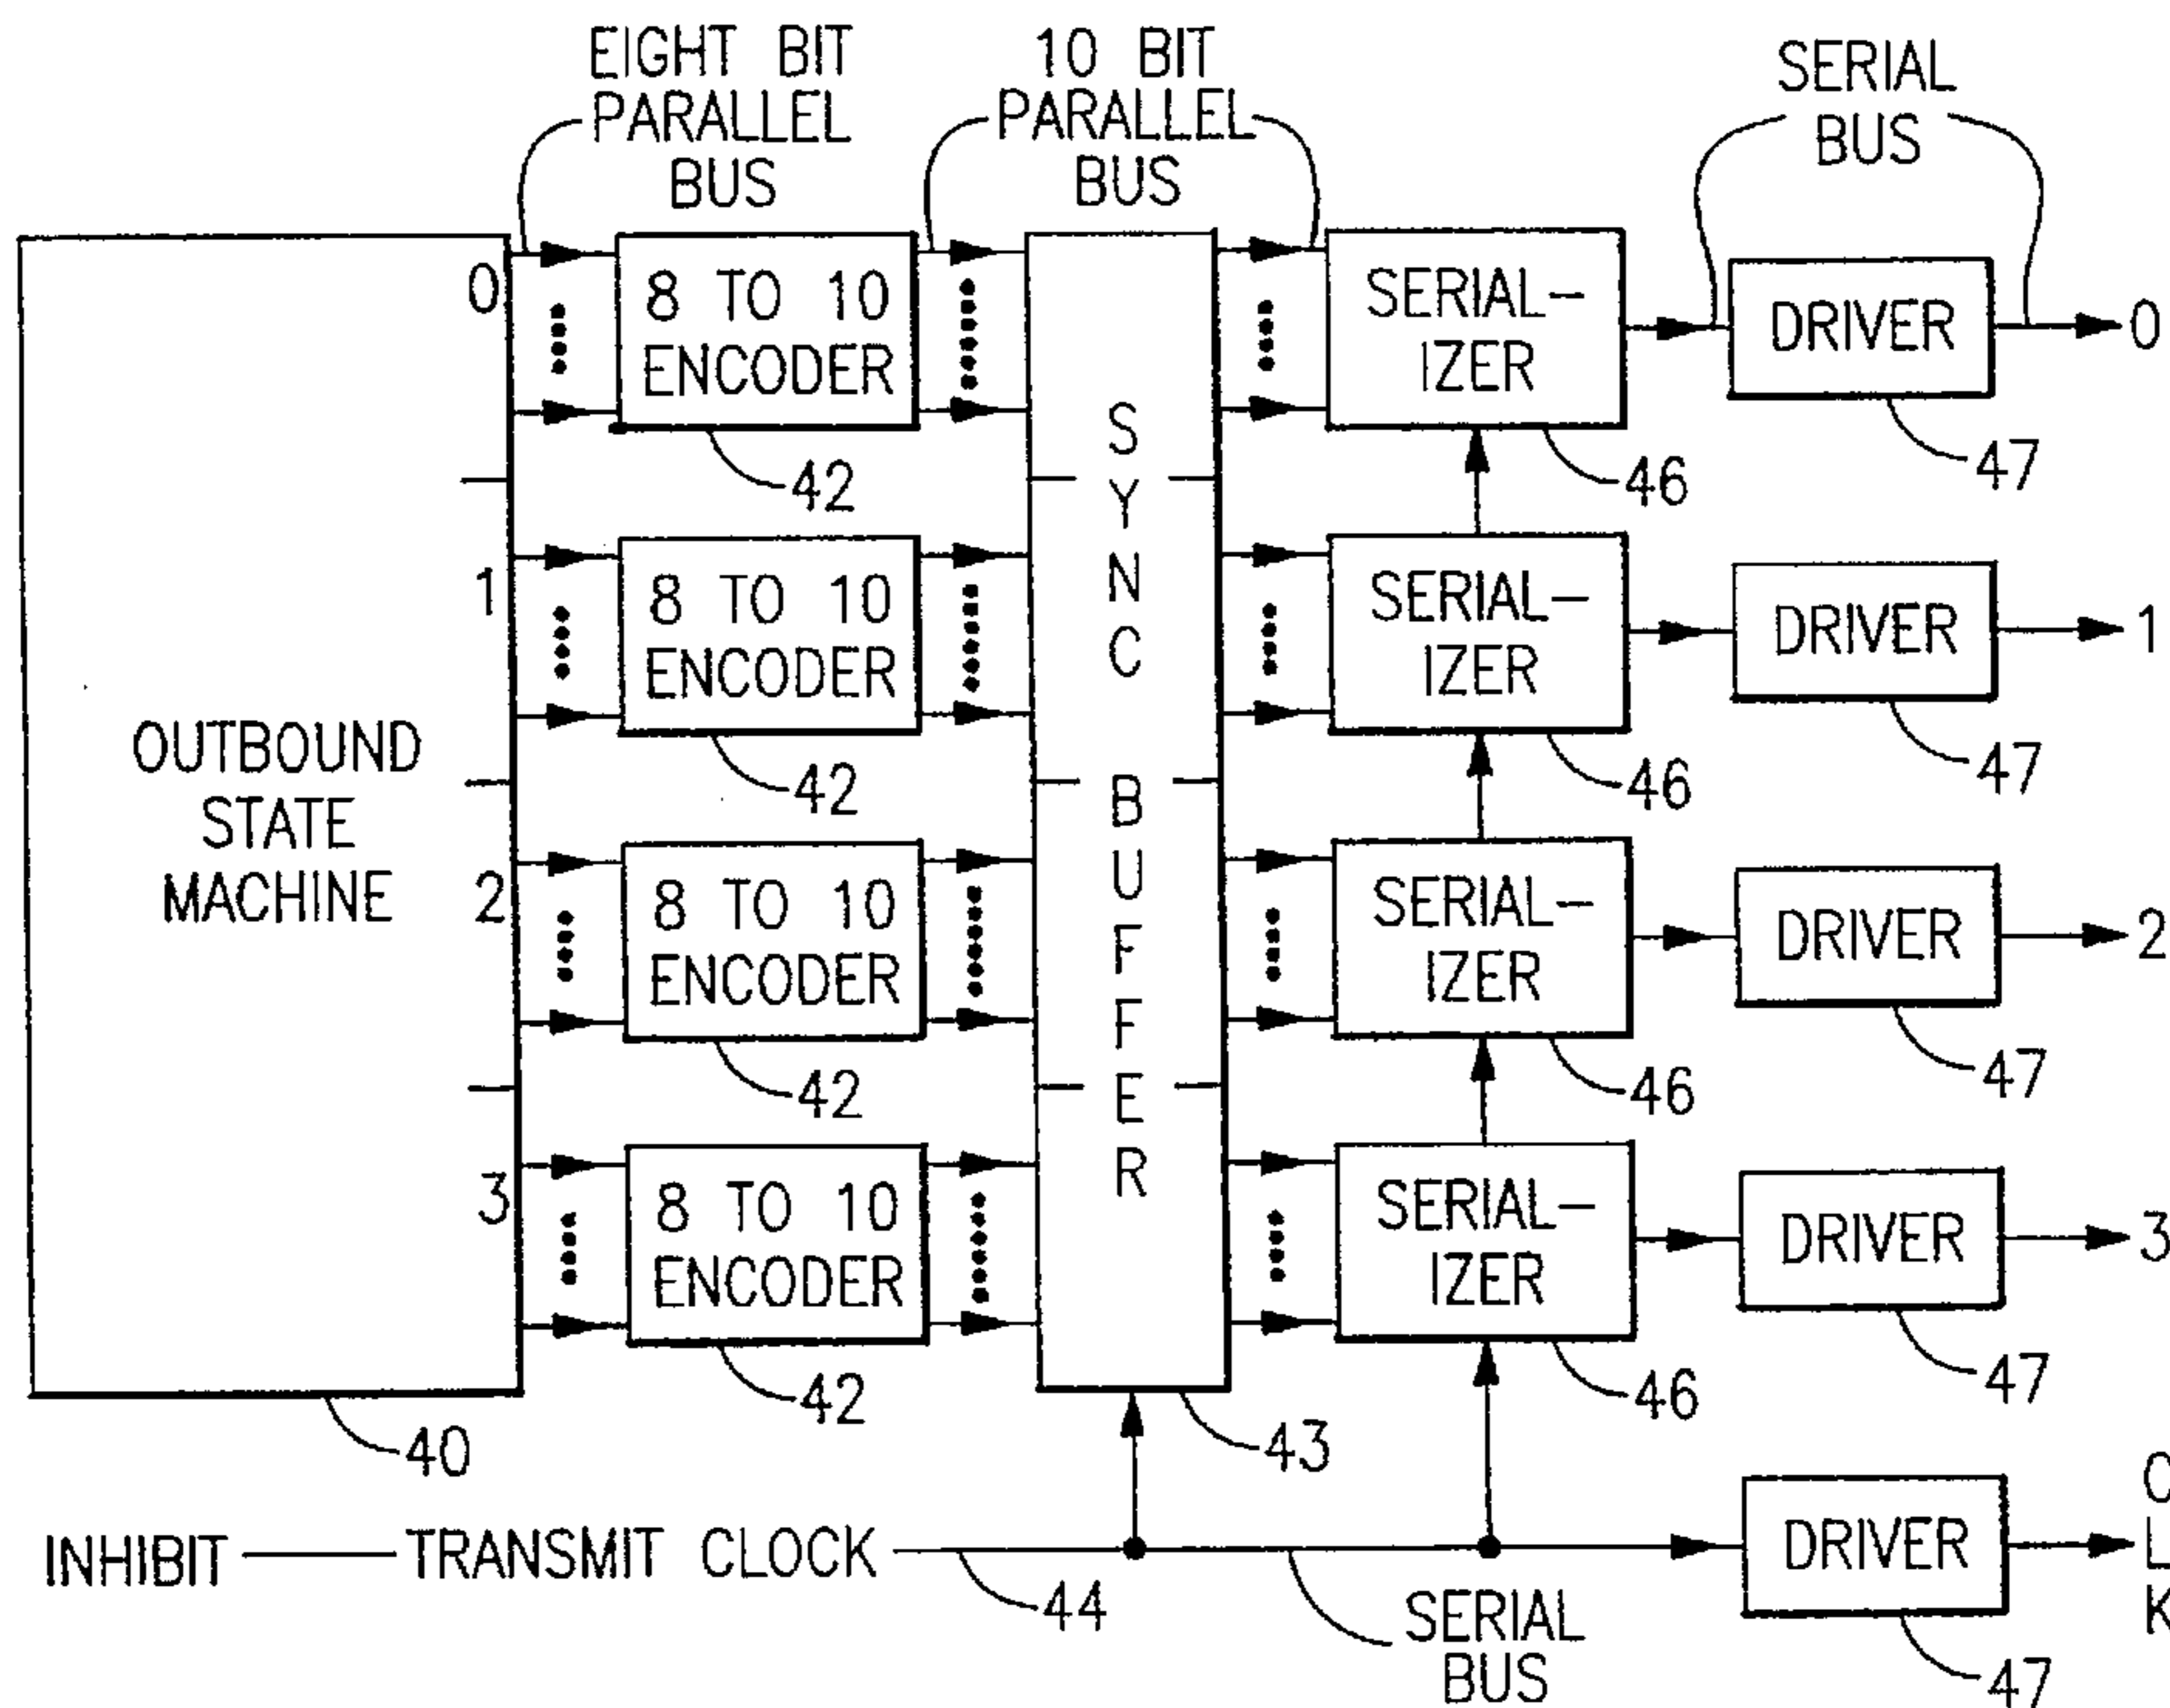 EIGHT BIT
PARALLEL
BUS
10 BIT
PARALLEL
BUS
SERIAL
BUS
0
8 TO 10
ENCODER
42
SERIAL-
IZER
46
DRIVER
47
0
1
8 TO 10
ENCODER
42
SERIAL-
IZER
46
DRIVER
47
1
OUTBOUND
STATE
MACHINE
2
8 TO 10
ENCODER
42
SERIAL-
IZER
46
DRIVER
47
2
3
8 TO 10
ENCODER
42
SERIAL-
IZER
46
DRIVER
47
3
SYNC BUFFER
40
43
INHIBIT
TRANSMIT CLOCK
44
SERIAL
BUS
DRIVER
47
CLK